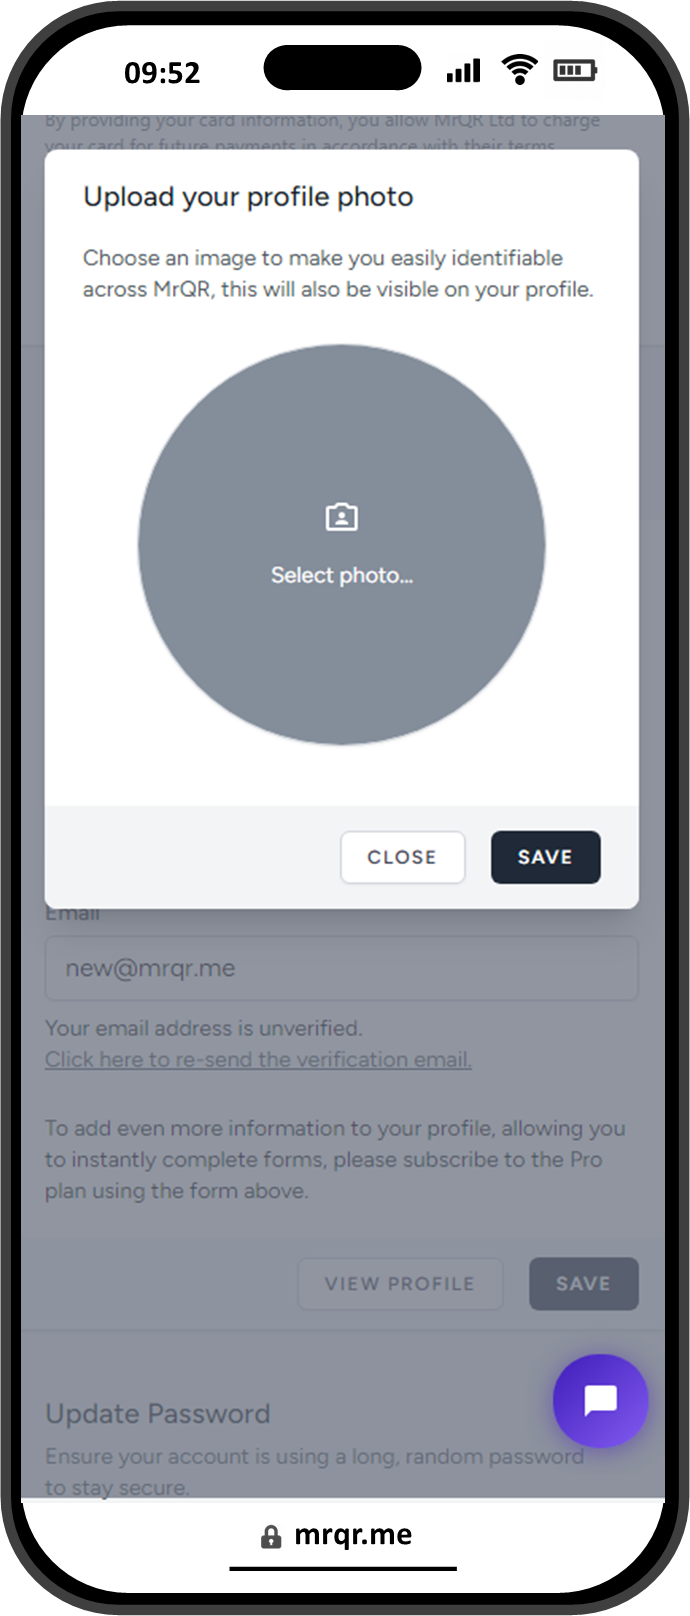 09:52
By providing your card information, you allow MrQR Ltd to charge
your card for future payments in accordance with their terms.
Upload your profile photo
Choose an image to make you easily identifiable
across MrQR, this will also be visible on your profile.
Select photo...
CLOSE
SAVE
Email
new@mrqr.me
Your email address is unverified.
Click here to re-send the verification email.
To add even more information to your profile, allowing you
to instantly complete forms, please subscribe to the Pro
plan using the form above.
VIEW PROFILE
SAVE
Update Password
Ensure your account is using a long, random password
to stay secure.
mrqr.me